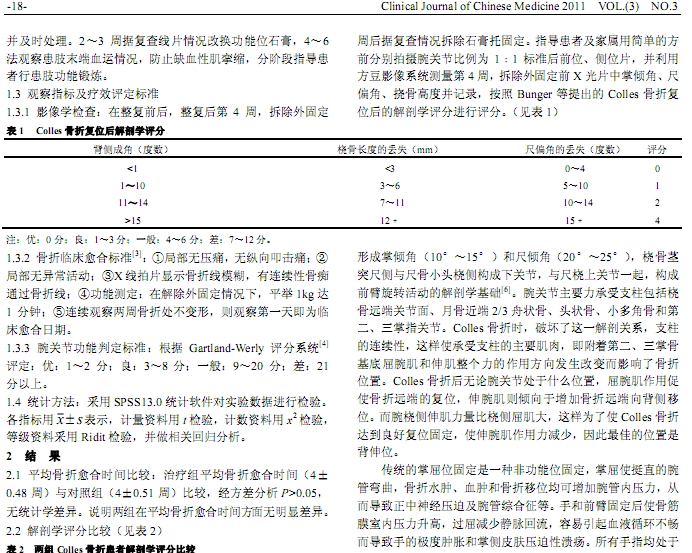 -18-
Clinical Journal of Chinese Medicine 2011 VOL.(3) NO.3
并及时处理。2～3 周据复查线片情况改换功能位石膏，4～6
法观察患肢末端血运情况，防止缺血性肌挛缩，分阶段指导患
者行患肢功能锻炼。
1.3 观察指标及疗效评定标准
1.3.1 影像学检查：在整复前后，整复后第 4 周，拆除外固定
周后据复查情况拆除石膏托固定。指导患者及家属用简单的方
前分别拍摄腕关节比例为 1：1 标准后前位、侧位片，并利用
方豆影像系统测量第 4 周，拆除外固定前 X 光片中掌倾角、尺
偏角、挠骨高度并记录，按照 Bunger 等提出的 Colles 骨折复
位后的解剖学评分进行评分。（见表 1）
表 1 Colles 骨折复位后解剖学评分
背侧成角（度数） 桡骨长度的丢失（mm） 尺偏角的丢失（度数） 评分
<1 <3 0～4 0
1～10 3～6 5～10 1
11～14 7～11 10～14 2
>15 12 + 15 + 4
注：优：0 分；良：1～3 分；一般：4～6 分；差：7～12 分。
1.3.2 骨折临床愈合标准[3]：①局部无压痛，无纵向叩击痛；②
局部无异常活动；③X 线拍片显示骨折线模糊，有连续性骨痂
通过骨折线；④功能测定：在解除外固定情况下，平举 1kg 达
1 分钟；⑤连续观察两周骨折处不变形，则观察第一天即为临
床愈合日期。
1.3.3 腕关节功能判定标准：根据 Gartland-Werly 评分系统[4]
评定：优：1～2 分；良：3～8 分；一般：9～20 分；差：21
分以上。
1.4 统计方法：采用 SPSS13.0 统计软件对实验数据进行检验。
各指标用 x̄±s 表示，计量资料用 t 检验，计数资料用 x² 检验，
等级资料采用 Ridit 检验，并做相关回归分析。
2 结 果
2.1 平均骨折愈合时间比较：治疗组平均骨折愈合时间（4±
0.48 周）与对照组（4±0.51 周）比较，经方差分析 P>0.05，
无统计学差异。说明两组在平均骨折愈合时间方面无明显差异。
2.2 解剖学评分比较（见表 2）
表 2 两组 Colles 骨折患者解剖学评分比较
形成掌倾角（10°～15°）和尺倾角（20°～25°），桡骨茎
突尺侧与尺骨小头桡侧构成下关节，与尺桡上关节一起，构成
前臂旋转活动的解剖学基础[6]。腕关节主要力承受支柱包括桡
骨远端关节面、月骨近端 2/3 舟状骨、头状骨、小多角骨和第
二、三掌指关节。Colles 骨折时，破坏了这一解剖关系，支柱
的连续性，这样使承受支柱的主要肌肉，即附着第二、三掌骨
基底屈腕肌和伸肌整个力的作用方向发生改变而影响了骨折
位置。Colles 骨折后无论腕关节处于什么位置，屈腕肌作用促
使骨折远端的复位，伸腕肌则倾向于增加骨折远端向背侧移
位。而腕桡侧伸肌力量比桡侧屈肌大，这样为了使 Colles 骨折
达到良好复位固定，使伸腕肌作用力减少，因此最佳的位置是
背伸位。
传统的掌屈位固定是一种非功能位固定，掌屈使挺直的腕
管弯曲，骨折水肿、血肿和骨折移位均可增加腕管内压力，从
而导致正中神经压迫及腕管综合征等。手和前臂固定后使骨筋
膜室内压力升高，过屈减少静脉回流，容易引起血液循环不畅
而导致手的极度肿胀和掌侧皮肤压迫性溃疡。所有手指均处于